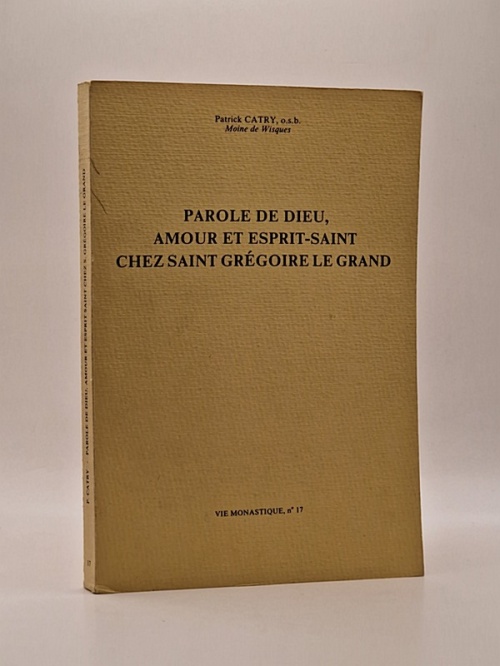 Patrick CATRY, o.s.b.
Moine de Wisques
PAROLE DE DIEU,
AMOUR ET ESPRIT-SAINT
CHEZ SAINT GRÉGOIRE LE GRAND
VIE MONASTIQUE, n° 17
P. CATRY - PAROLE DE DIEU, AMOUR ET ESPRIT SAINT CHEZ S. GRÉGOIRE LE GRAND
17